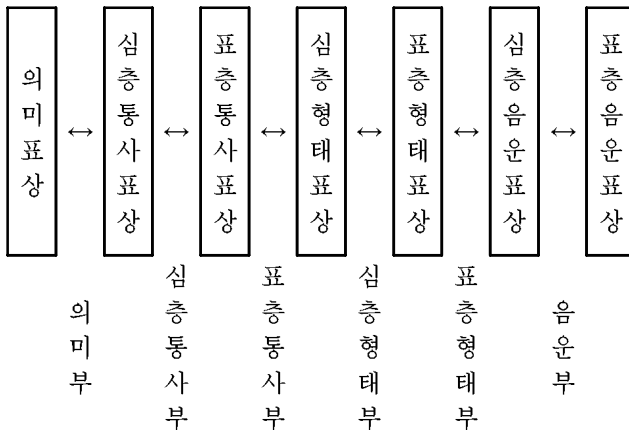 의미표상
↔
심층통사표상
↔
표층통사표상
↔
심층형태표상
↔
표층형태표상
↔
심층음운표상
↔
표층음운표상
의미부
심층통사부
표층통사부
심층형태부
표층형태부
음운부